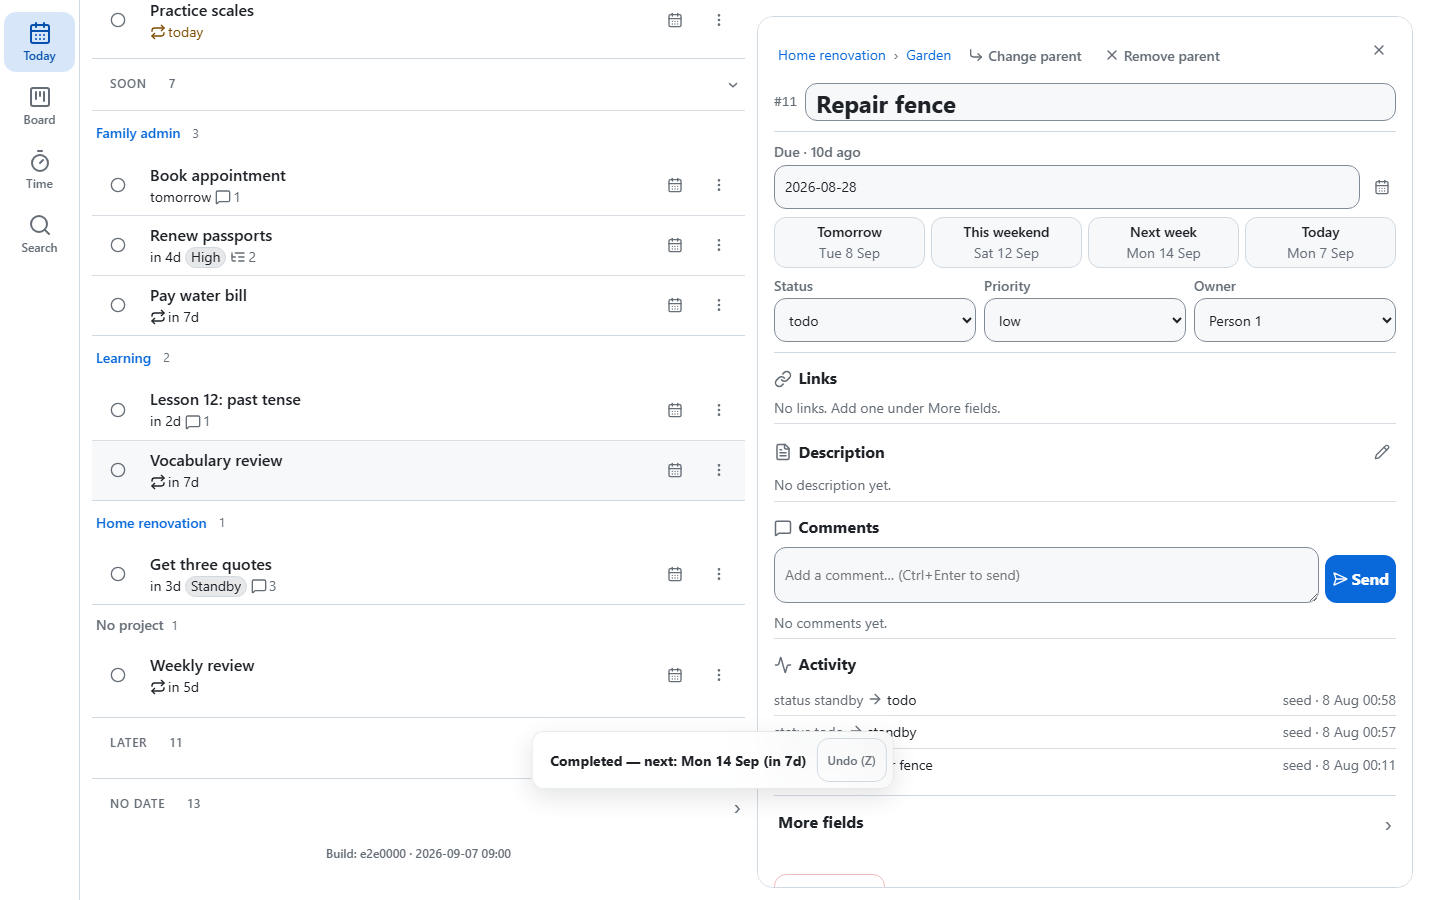 Today
Board
Time
Search
Practice scales
today
SOON 7
Family admin 3
Book appointment
tomorrow 1
Renew passports
in 4d High 2
Pay water bill
in 7d
Learning 2
Lesson 12: past tense
in 2d 1
Vocabulary review
in 7d
Home renovation 1
Get three quotes
in 3d Standby 3
No project 1
Weekly review
in 5d
LATER 11
NO DATE 13
Build: e2e0000 · 2026-09-07 09:00
Completed — next: Mon 14 Sep (in 7d) Undo (Z)
Home renovation › Garden Change parent Remove parent
#11 Repair fence
Due · 10d ago
2026-08-28
Tomorrow
Tue 8 Sep
This weekend
Sat 12 Sep
Next week
Mon 14 Sep
Today
Mon 7 Sep
Status Priority Owner
todo low Person 1
Links
No links. Add one under More fields.
Description
No description yet.
Comments
Add a comment... (Ctrl+Enter to send)
Send
No comments yet.
Activity
status standby → todo seed · 8 Aug 00:58
status todo → standby seed · 8 Aug 00:57
fence seed · 8 Aug 00:11
More fields